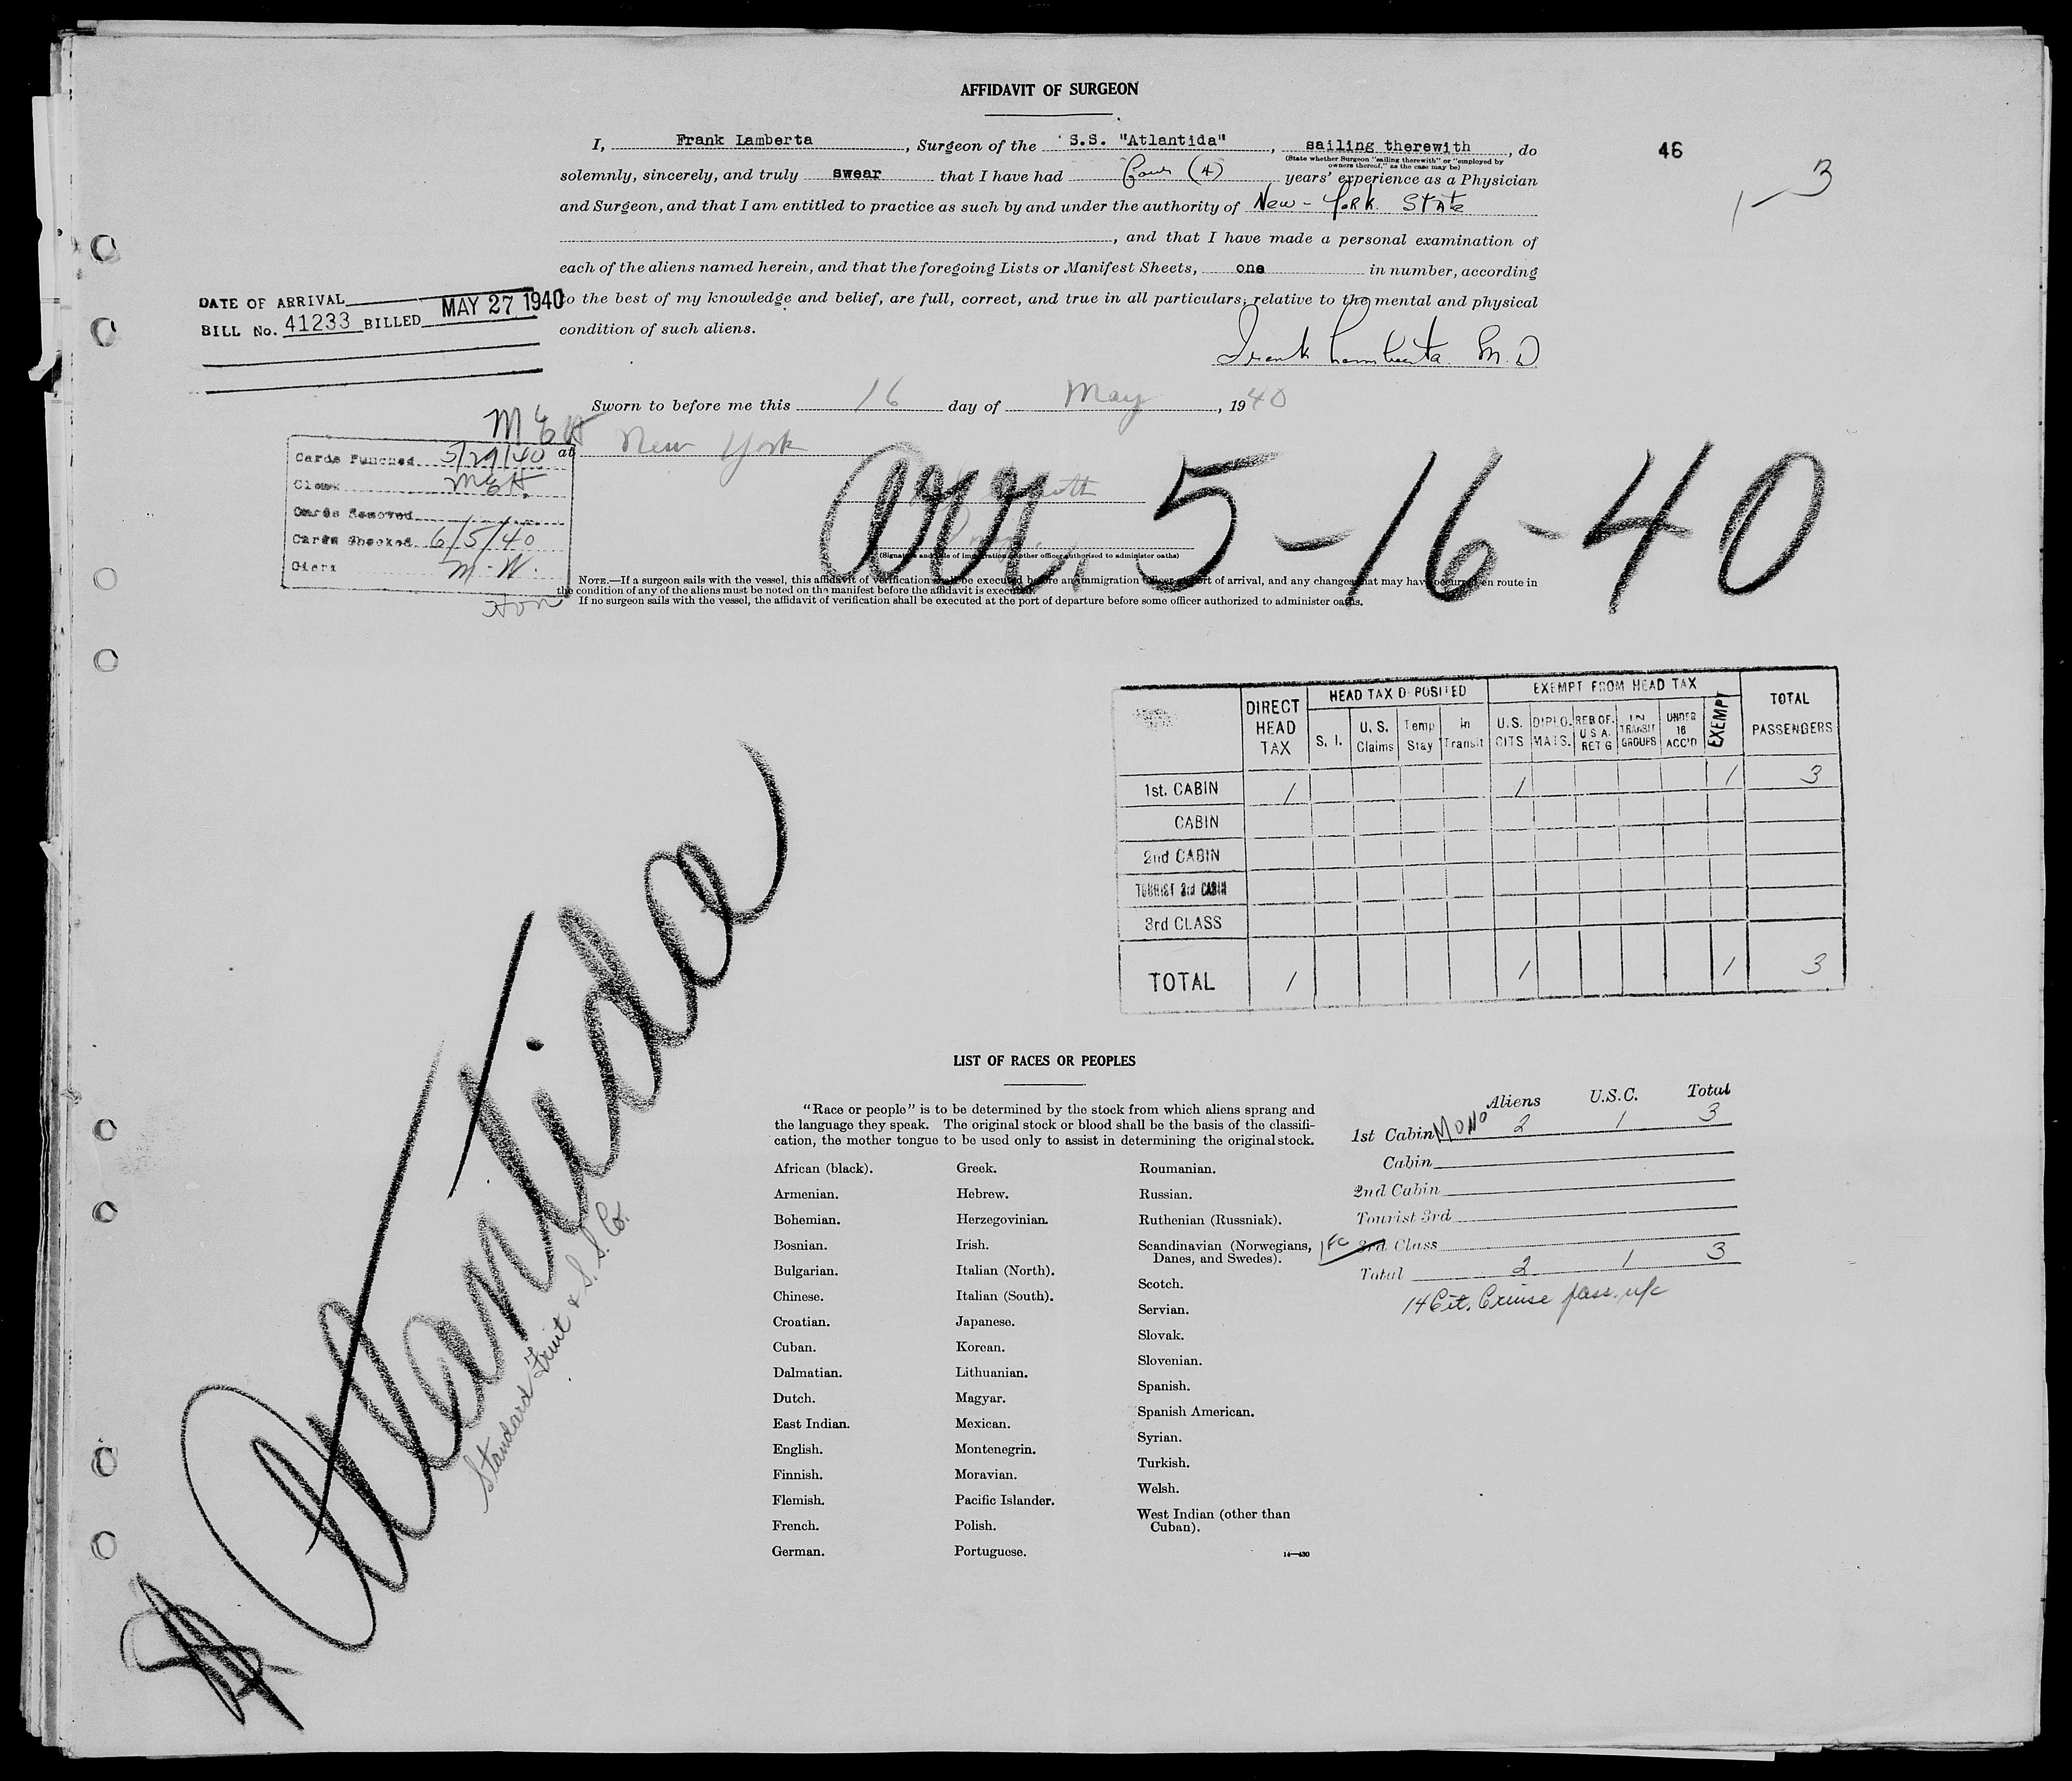 AFFIDAVIT OF SURGEON
46
1 - 3
I, Frank Lamberta, Surgeon of the S.S. "Atlantida", sailing therewith, do
(State whether Surgeon "sailing therewith" or "employed by
owners thereof," as the case may be)
solemnly, sincerely, and truly swear that I have had Four (4) years' experience as a Physician
and Surgeon, and that I am entitled to practice as such by and under the authority of New-York State
, and that I have made a personal examination of
each of the aliens named herein, and that the foregoing Lists or Manifest Sheets, one in number, according
to the best of my knowledge and belief, are full, correct, and true in all particulars, relative to the mental and physical
condition of such aliens.
Frank Lamberta M.D
DATE OF ARRIVAL
BILL No. 41233 BILLED MAY 27 1940
Sworn to before me this 16 day of May, 1940
at New York
McH
Cards Punched 5/29/40
Clerk McH.
Cards Removed
Cards Checked 6/5/40
Clerk M.W.
Hon
Arr. 5-16-40
(Signature and title of immigration or other officer authorized to administer oaths)
NOTE.—If a surgeon sails with the vessel, this affidavit of verification shall be executed before an immigration officer at port of arrival, and any changes that may have occurred en route in
the condition of any of the aliens must be noted on the manifest before the affidavit is executed.
If no surgeon sails with the vessel, the affidavit of verification shall be executed at the port of departure before some officer authorized to administer oaths.
DIRECT HEAD TAX HEAD TAX D POSITED EXEMPT FROM HEAD TAX TOTAL PASSENGERS
S. I. U. S. Claims Temp Stay In Transit U.S. CITS DIPLO. MATS. REB OF. U S A. RET G IN TRANSIT GROUPS UNDER 16 ACC'D EXEMPT
1st. CABIN 1 1 1 3
CABIN
2nd CABIN
TOURIST 3rd CABIN
3rd CLASS
TOTAL 1 1 1 3
Atlantida
Standard Fruit & S.S. Co.
LIST OF RACES OR PEOPLES
"Race or people" is to be determined by the stock from which aliens sprang and
the language they speak. The original stock or blood shall be the basis of the classifi-
cation, the mother tongue to be used only to assist in determining the original stock.
African (black).
Armenian.
Bohemian.
Bosnian.
Bulgarian.
Chinese.
Croatian.
Cuban.
Dalmatian.
Dutch.
East Indian.
English.
Finnish.
Flemish.
French.
German.
Greek.
Hebrew.
Herzegovinian.
Irish.
Italian (North).
Italian (South).
Japanese.
Korean.
Lithuanian.
Magyar.
Mexican.
Montenegrin.
Moravian.
Pacific Islander.
Polish.
Portuguese.
Roumanian.
Russian.
Ruthenian (Russniak).
Scandinavian (Norwegians,
Danes, and Swedes).
Scotch.
Servian.
Slovak.
Slovenian.
Spanish.
Spanish American.
Syrian.
Turkish.
Welsh.
West Indian (other than
Cuban).
14—430
Aliens U.S.C. Total
1st Cabin MONO 2 1 3
Cabin
2nd Cabin
Tourist 3rd
3rd Class
Total 2 1 3
14 Cit. Cruise pass. n/c